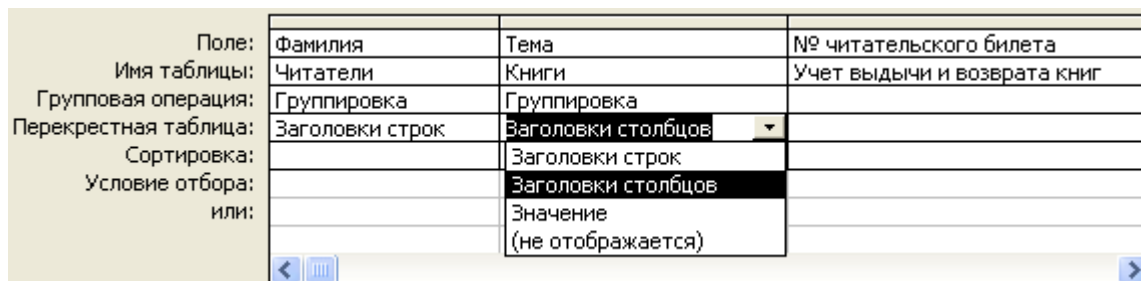 Поле: Фамилия Тема № читательского билета
Имя таблицы: Читатели Книги Учет выдычи и возврата книг
Групповая операция: Группировка Группировка
Перекрестная таблица: Заголовки строк Заголовки столбцов
Сортировка: Заголовки строк
Условие отбора: Заголовки столбцов
или: Значение
(не отображается)